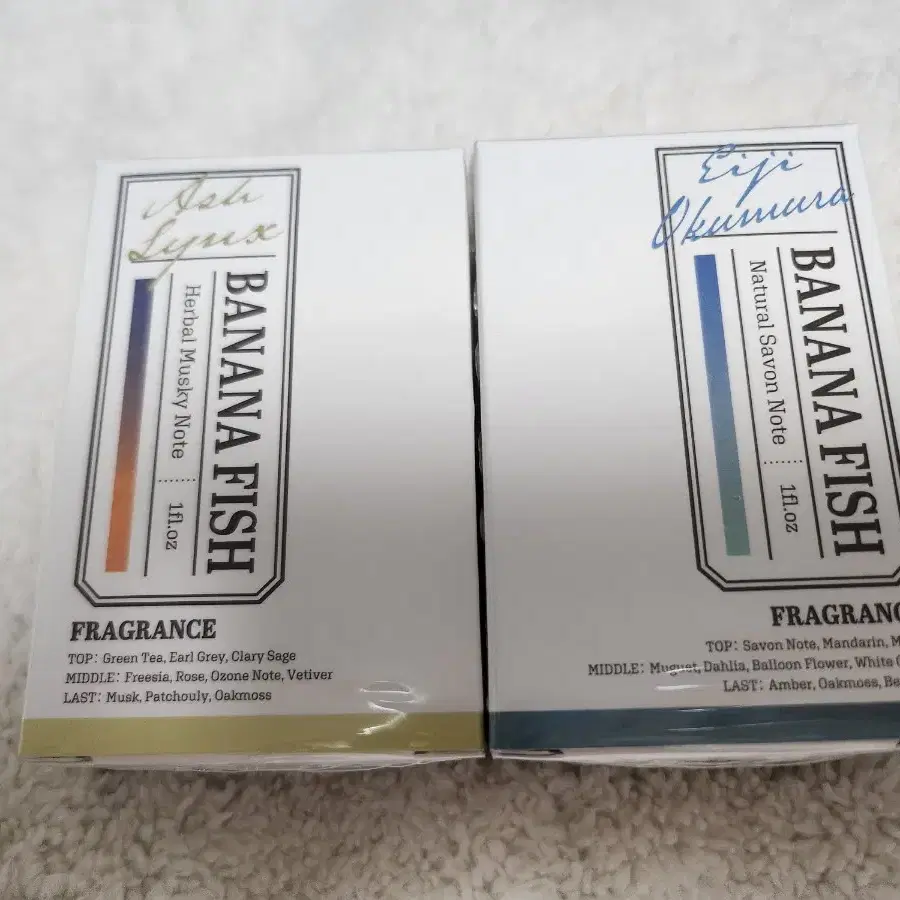 Ash
Lynx
BANANA FISH
Herbal Musky Note
1fl.oz
FRAGRANCE
TOP: Green Tea, Earl Grey, Clary Sage
MIDDLE: Freesia, Rose, Ozone Note, Vetiver
LAST: Musk, Patchouly, Oakmoss
Eiji
Okumura
BANANA FISH
Natural Savon Note
1fl.oz
FRAGRANC
TOP: Savon Note, Mandarin, M
MIDDLE: Muguet, Dahlia, Balloon Flower, White
LAST: Amber, Oakmoss, Be